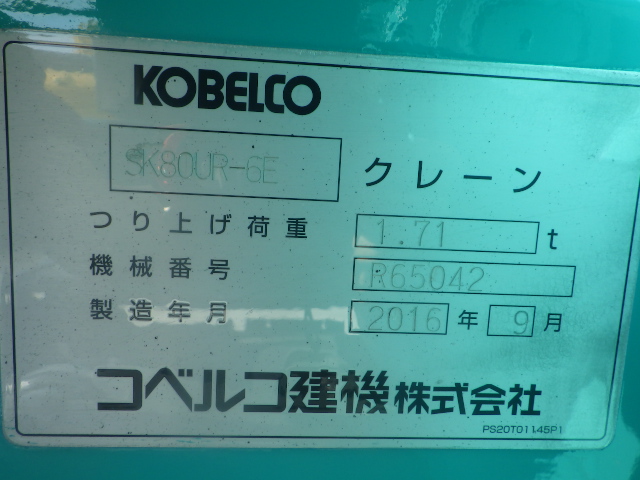 KOBELCO
SK80UR-6E クレーン
つり上げ荷重 1.71 t
機械番号 R65042
製造年月 2016 年 9 月
コベルコ建機株式会社
PS20T01145P1